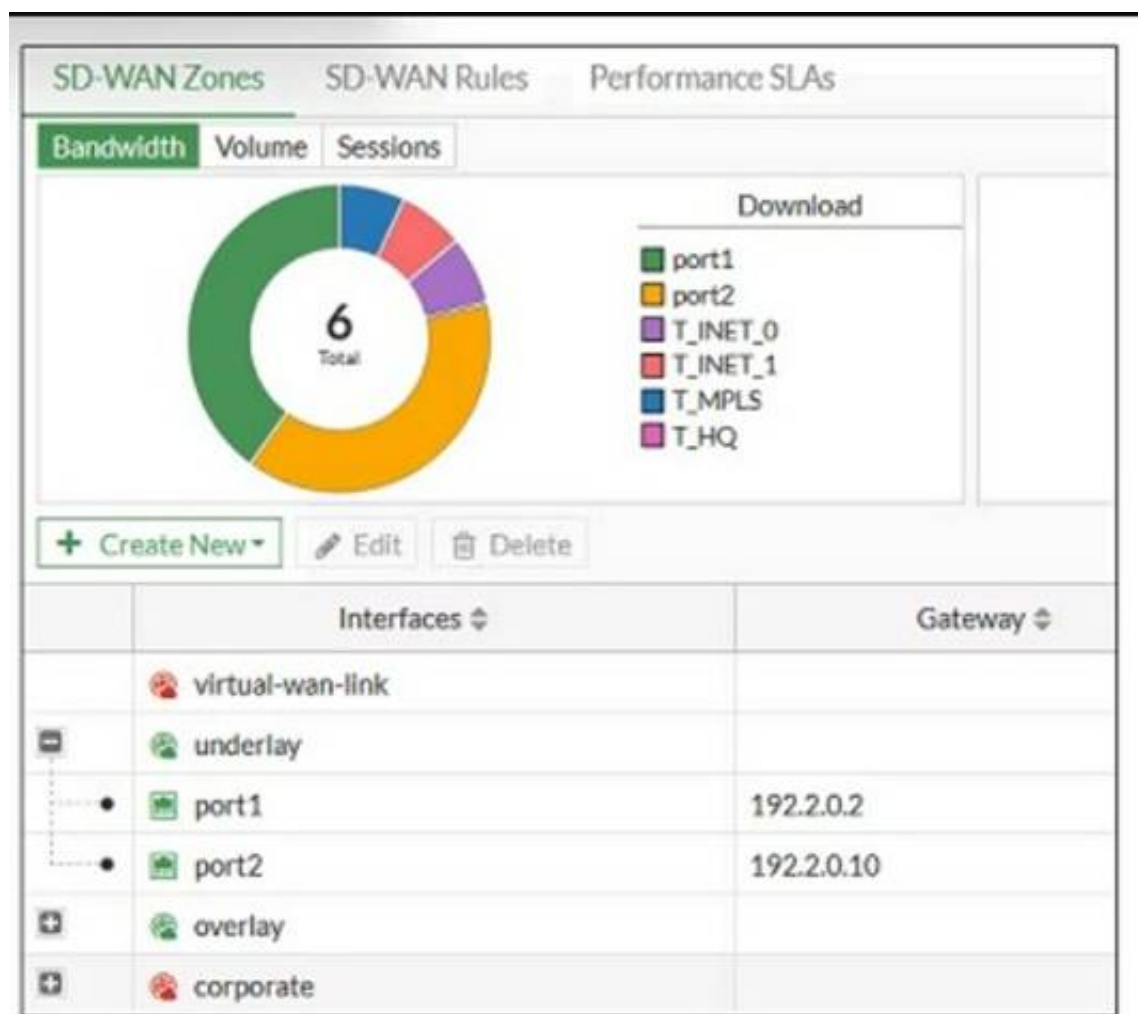 SD-WAN Zones SD-WAN Rules Performance SLAs
Bandwidth Volume Sessions
Download
port1
port2
T_INET_0
T_INET_1
T_MPLS
T_HQ
6
Total
+ Create New Edit Delete
Interfaces Gateway
virtual-wan-link
underlay
port1 192.2.0.2
port2 192.2.0.10
overlay
corporate